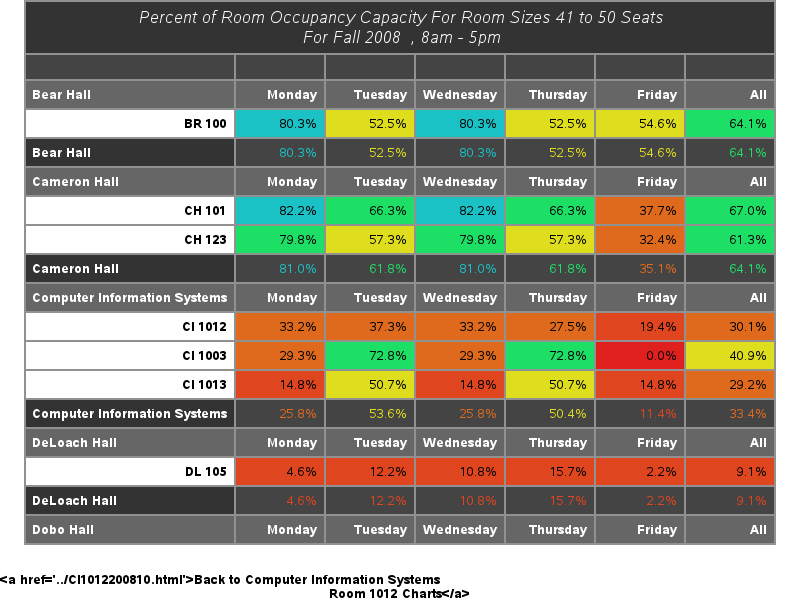 Percent of Room Occupancy Capacity For Room Sizes 41 to 50 Seats
For Fall 2008 , 8am - 5pm
Bear Hall Monday Tuesday Wednesday Thursday Friday All
BR 100 80.3% 52.5% 80.3% 52.5% 54.6% 64.1%
Bear Hall 80.3% 52.5% 80.3% 52.5% 54.6% 64.1%
Cameron Hall Monday Tuesday Wednesday Thursday Friday All
CH 101 82.2% 66.3% 82.2% 66.3% 37.7% 67.0%
CH 123 79.8% 57.3% 79.8% 57.3% 32.4% 61.3%
Cameron Hall 81.0% 61.8% 81.0% 61.8% 35.1% 64.1%
Computer Information Systems Monday Tuesday Wednesday Thursday Friday All
CI 1012 33.2% 37.3% 33.2% 27.5% 19.4% 30.1%
CI 1003 29.3% 72.8% 29.3% 72.8% 0.0% 40.9%
CI 1013 14.8% 50.7% 14.8% 50.7% 14.8% 29.2%
Computer Information Systems 25.8% 53.6% 25.8% 50.4% 11.4% 33.4%
DeLoach Hall Monday Tuesday Wednesday Thursday Friday All
DL 105 4.6% 12.2% 10.8% 15.7% 2.2% 9.1%
DeLoach Hall 4.6% 12.2% 10.8% 15.7% 2.2% 9.1%
Dobo Hall Monday Tuesday Wednesday Thursday Friday All
&lt;a href='../CI1012200810.html'&gt;Back to Computer Information Systems
Room 1012 Charts&lt;/a&gt;